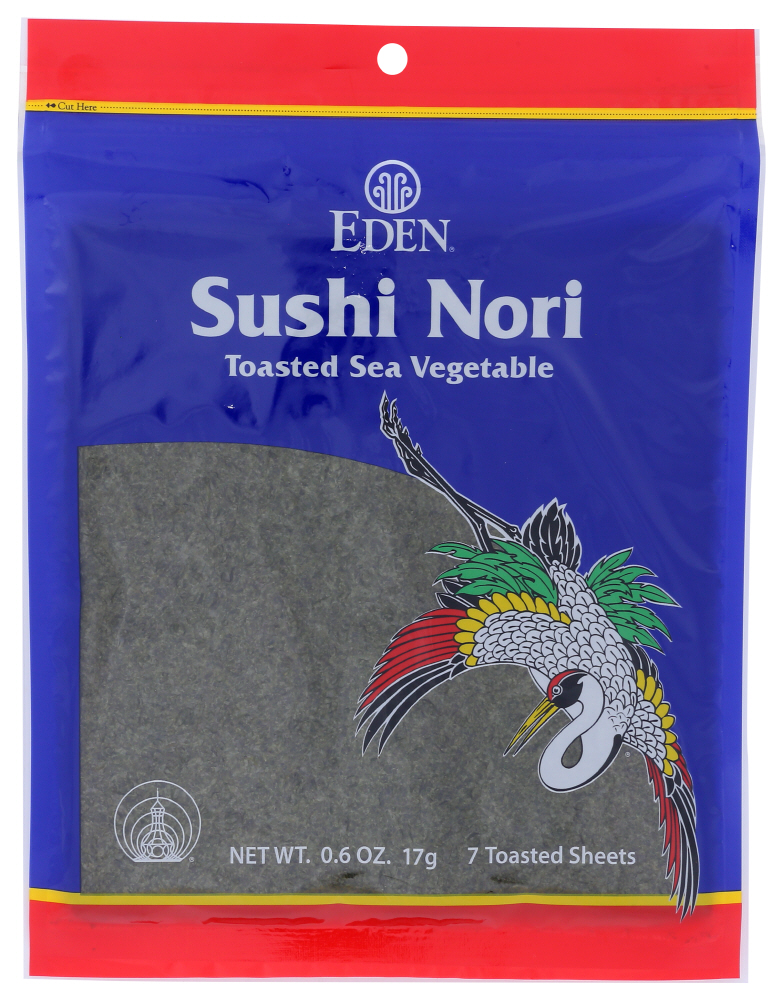 Cut Here
EDEN®
Sushi Nori
Toasted Sea Vegetable
NET WT. 0.6 OZ. 17g 7 Toasted Sheets